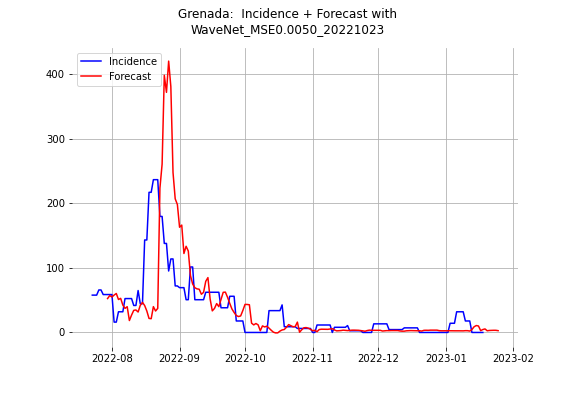 Grenada:  Incidence + Forecast with
WaveNet_MSE0.0050_20221023
Incidence
Forecast
400
300
200
100
0
2022-08 2022-09 2022-10 2022-11 2022-12 2023-01 2023-02